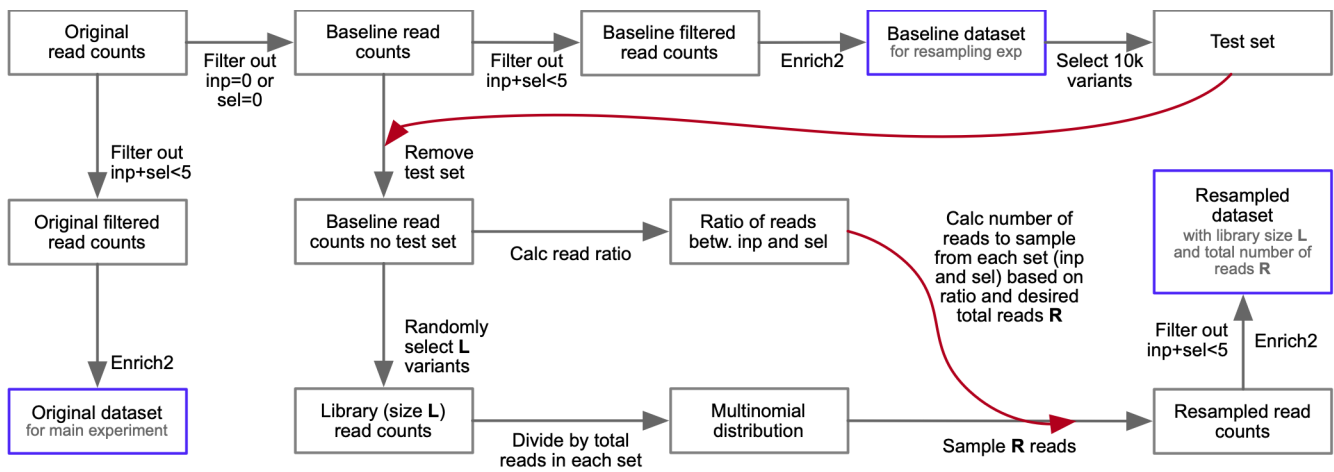 Original
read counts
Filter out
inp=0 or
sel=0
Baseline read
counts
Filter out
inp+sel<5
Baseline filtered
read counts
Enrich2
Baseline dataset
for resampling exp
Select 10k
variants
Test set
Filter out
inp+sel<5
Remove
test set
Original filtered
read counts
Baseline read
counts no test set
Calc read ratio
Ratio of reads
betw. inp and sel
Calc number of
reads to sample
from each set (inp
and sel) based on
ratio and desired
total reads R
Resampled
dataset
with library size L
and total number of
reads R
Enrich2
Randomly
select L
variants
Filter out
inp+sel<5
Enrich2
Original dataset
for main experiment
Library (size L)
read counts
Divide by total
reads in each set
Multinomial
distribution
Sample R reads
Resampled read
counts